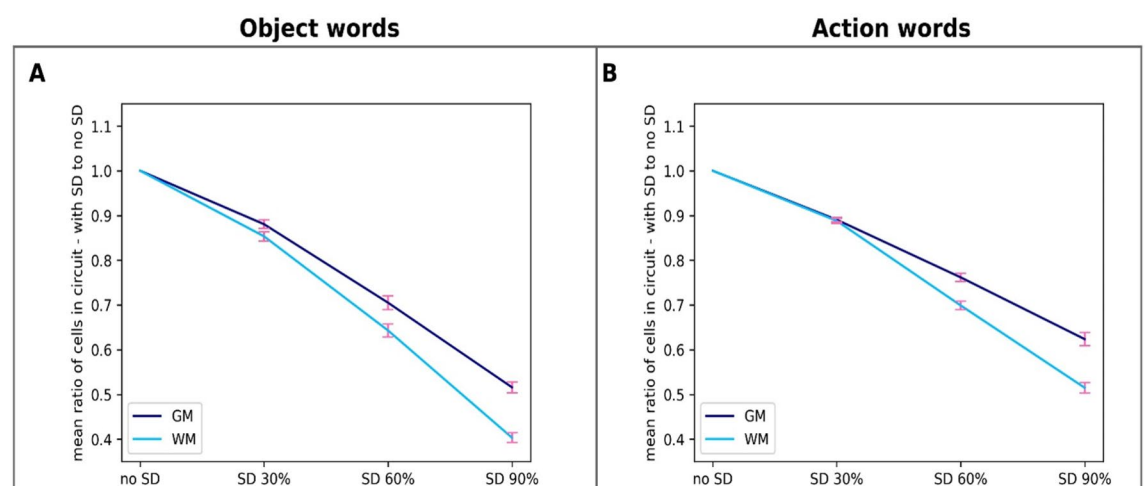 Object words
Action words
A
mean ratio of cells in circuit - with SD to no SD
1.1
1.0
0.9
0.8
0.7
0.6
0.5
0.4
GM
WM
no SD SD 30% SD 60% SD 90%
B
mean ratio of cells in circuit - with SD to no SD
1.1
1.0
0.9
0.8
0.7
0.6
0.5
0.4
GM
WM
no SD SD 30% SD 60% SD 90%